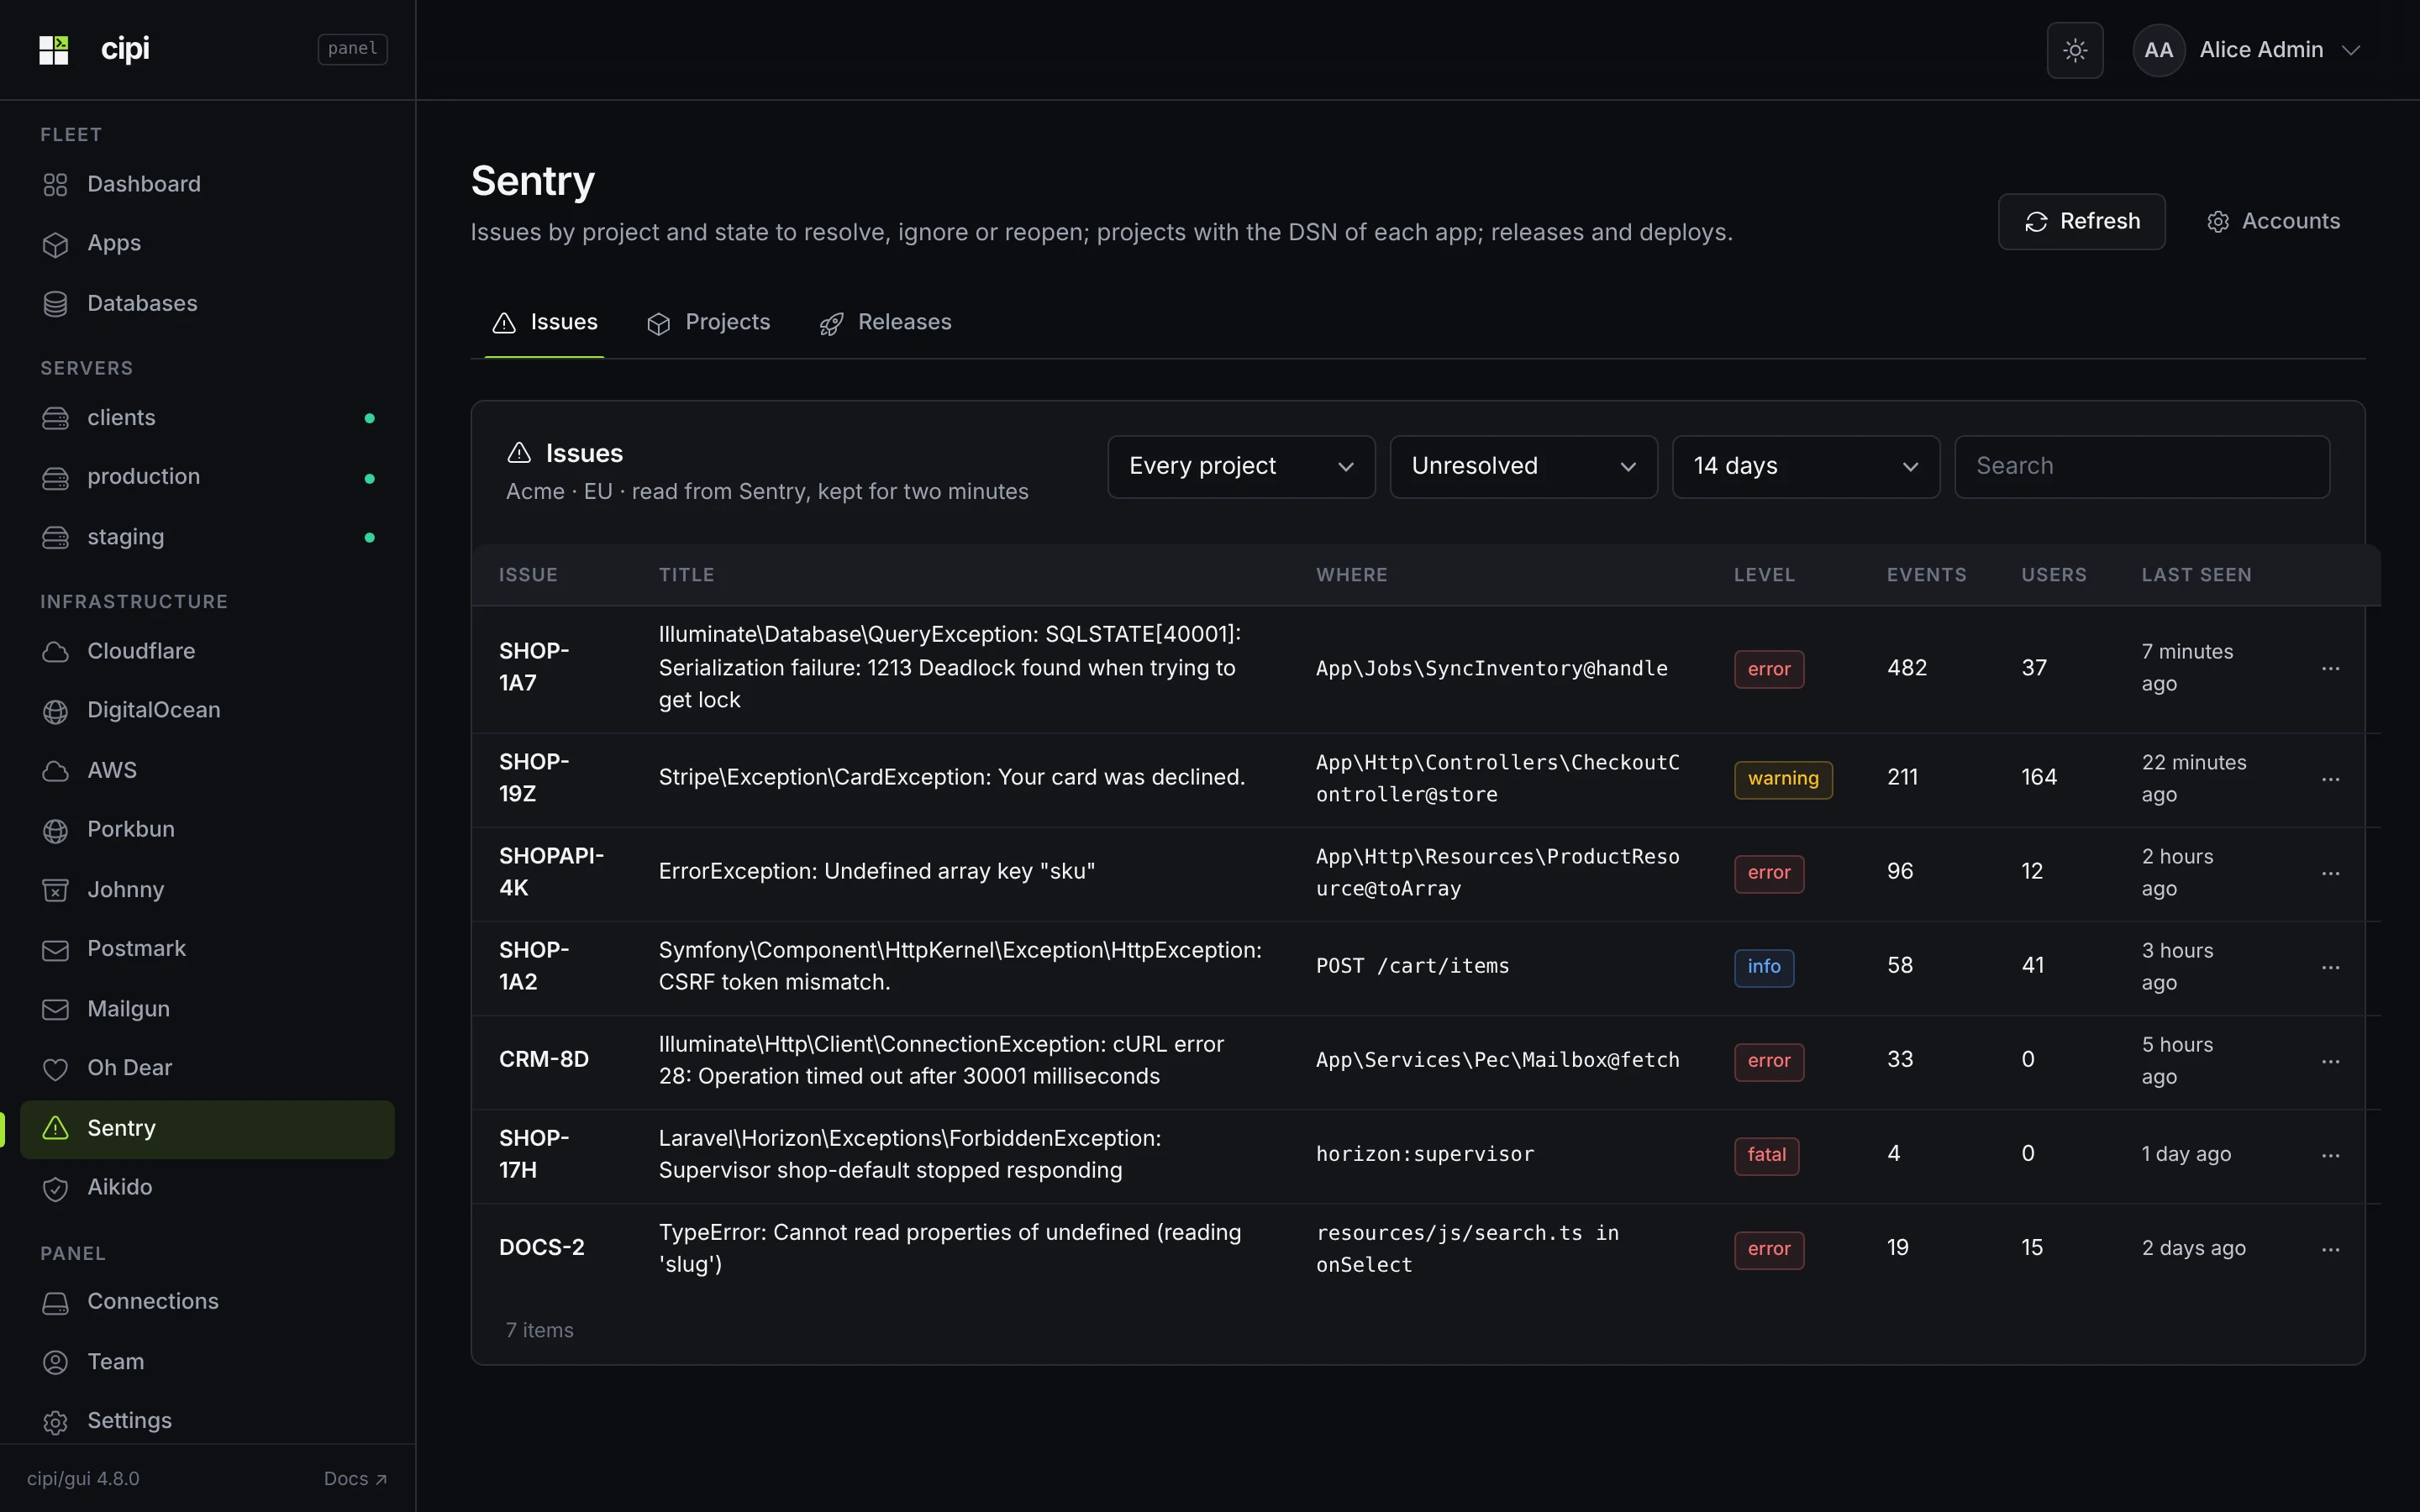 cipi
panel
AA
Alice Admin
FLEET
Dashboard
Apps
Databases
SERVERS
clients
production
staging
INFRASTRUCTURE
Cloudflare
DigitalOcean
AWS
Porkbun
Johnny
Postmark
Mailgun
Oh Dear
Sentry
Aikido
PANEL
Connections
Team
Settings
cipi/gui 4.8.0
Docs ↗
Sentry
Issues by project and state to resolve, ignore or reopen; projects with the DSN of each app; releases and deploys.
Refresh
Accounts
Issues
Projects
Releases
Issues
Acme · EU · read from Sentry, kept for two minutes
Every project
Unresolved
14 days
Search
ISSUE TITLE WHERE LEVEL EVENTS USERS LAST SEEN
SHOP-
1A7
Illuminate\Database\QueryException: SQLSTATE[40001]:
Serialization failure: 1213 Deadlock found when trying to
get lock
App\Jobs\SyncInventory@handle
error
482
37
7 minutes
ago
...
SHOP-
19Z
Stripe\Exception\CardException: Your card was declined.
App\Http\Controllers\CheckoutC
ontroller@store
warning
211
164
22 minutes
ago
...
SHOPAPI-
4K
ErrorException: Undefined array key "sku"
App\Http\Resources\ProductReso
urce@toArray
error
96
12
2 hours
ago
...
SHOP-
1A2
Symfony\Component\HttpKernel\Exception\HttpException:
CSRF token mismatch.
POST /cart/items
info
58
41
3 hours
ago
...
CRM-8D
Illuminate\Http\Client\ConnectionException: cURL error
28: Operation timed out after 30001 milliseconds
App\Services\Pec\Mailbox@fetch
error
33
0
5 hours
ago
...
SHOP-
17H
Laravel\Horizon\Exceptions\ForbiddenException:
Supervisor shop-default stopped responding
horizon:supervisor
fatal
4
0
1 day ago
...
DOCS-2
TypeError: Cannot read properties of undefined (reading
'slug')
resources/js/search.ts in
onSelect
error
19
15
2 days ago
...
7 items